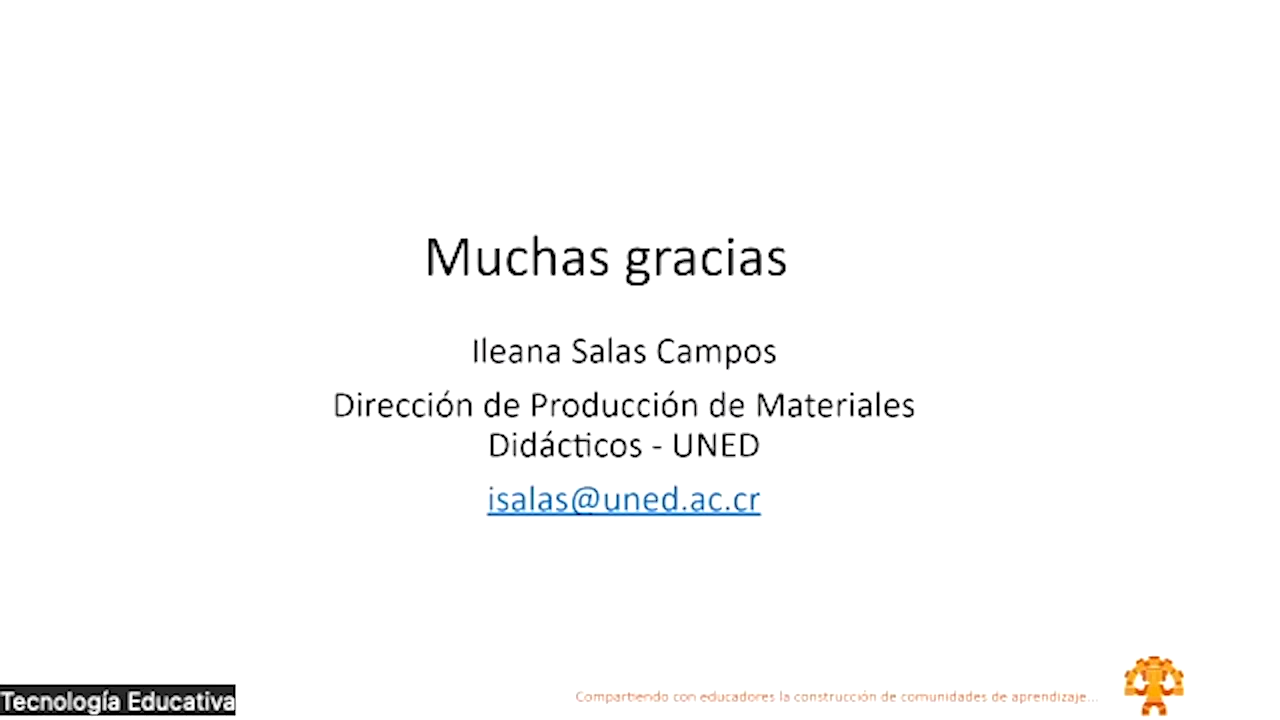 Muchas gracias
Ileana Salas Campos
Dirección de Producción de Materiales
Didácticos - UNED
isalas@uned.ac.cr
Compartiendo con educadores la construcción de comunidades de aprendizaje...
Tecnología Educativa